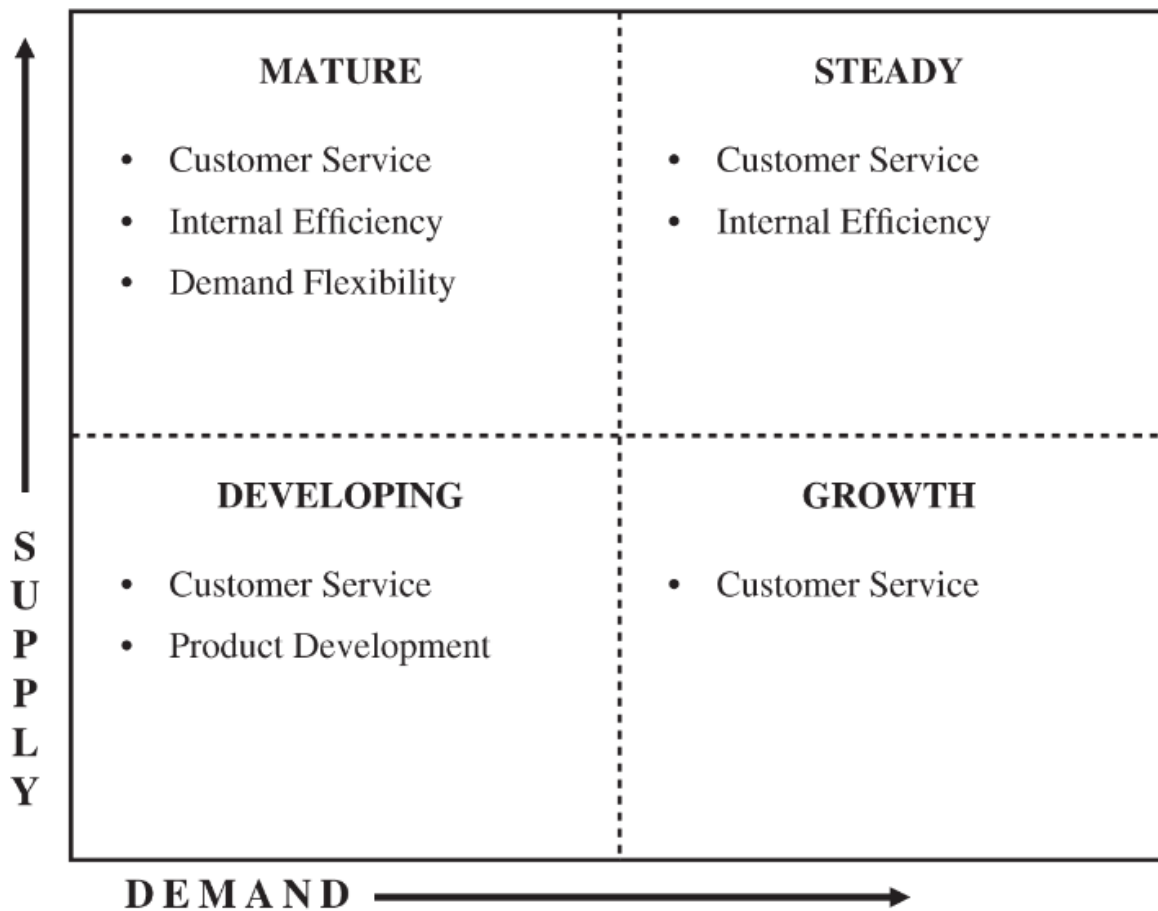 MATURE
• Customer Service
• Internal Efficiency
• Demand Flexibility
STEADY
• Customer Service
• Internal Efficiency
DEVELOPING
• Customer Service
• Product Development
GROWTH
• Customer Service
SUPPLY
DEMAND